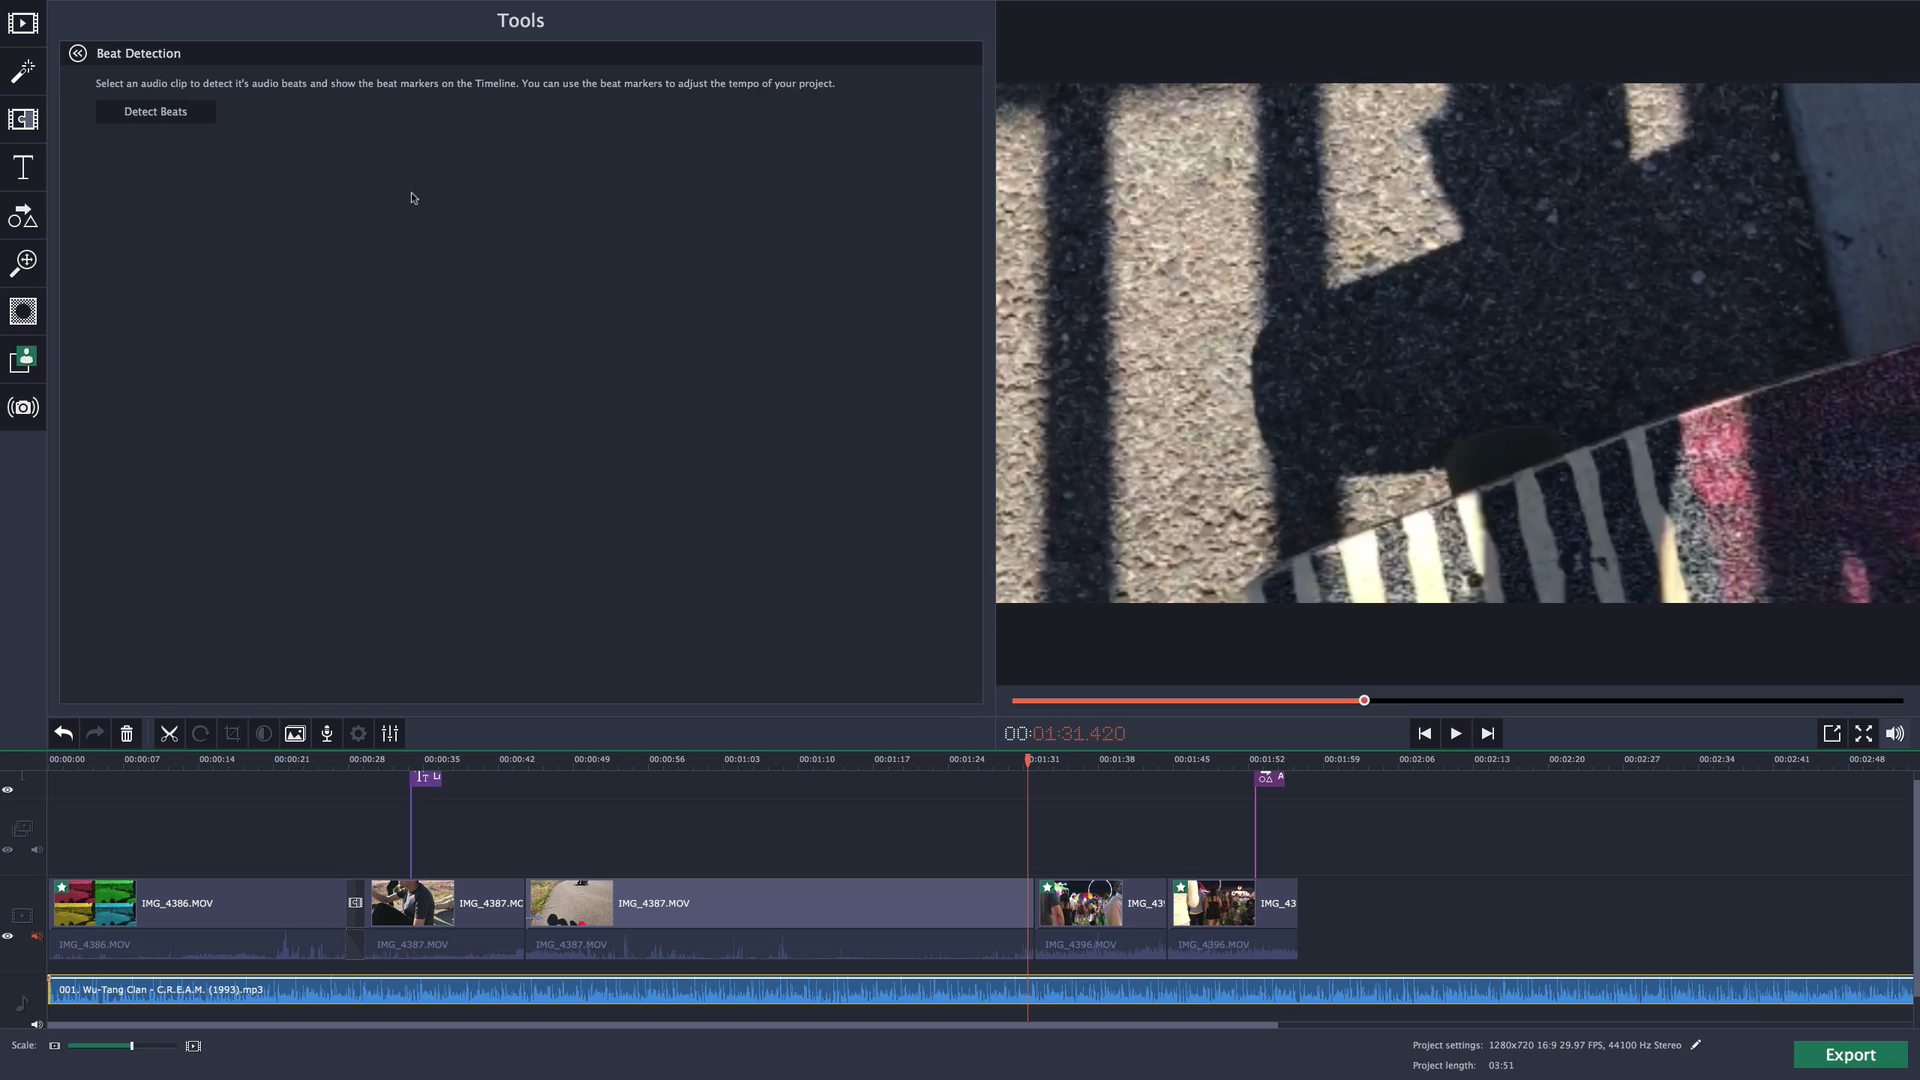 Tools
Beat Detection
Select an audio clip to detect it's audio beats and show the beat markers on the Timeline. You can use the beat markers to adjust the tempo of your project.
Detect Beats
00:01:31.420
00:00:00 00:00:07 00:00:14 00:00:21 00:00:28 00:00:35 00:00:42 00:00:49 00:00:56 00:01:03 00:01:10 00:01:17 00:01:24 0:01:31 00:01:38 00:01:45 00:01:52 00:01:59 00:02:06 00:02:13 00:02:20 00:02:27 00:02:34 00:02:41 00:02:48
A
IMG_4386.MOV IMG_4387.MO IMG_4387.MOV IMG_439 IMG_43
IMG_4386.MOV IMG_4387.MOV IMG_4387.MOV IMG_4396.MOV IMG_4396.MOV
001. Wu-Tang Clan - C.R.E.A.M. (1993).mp3
Scale:
Project settings: 1280x720 16:9 29.97 FPS, 44100 Hz Stereo
Project length: 03:51
Export